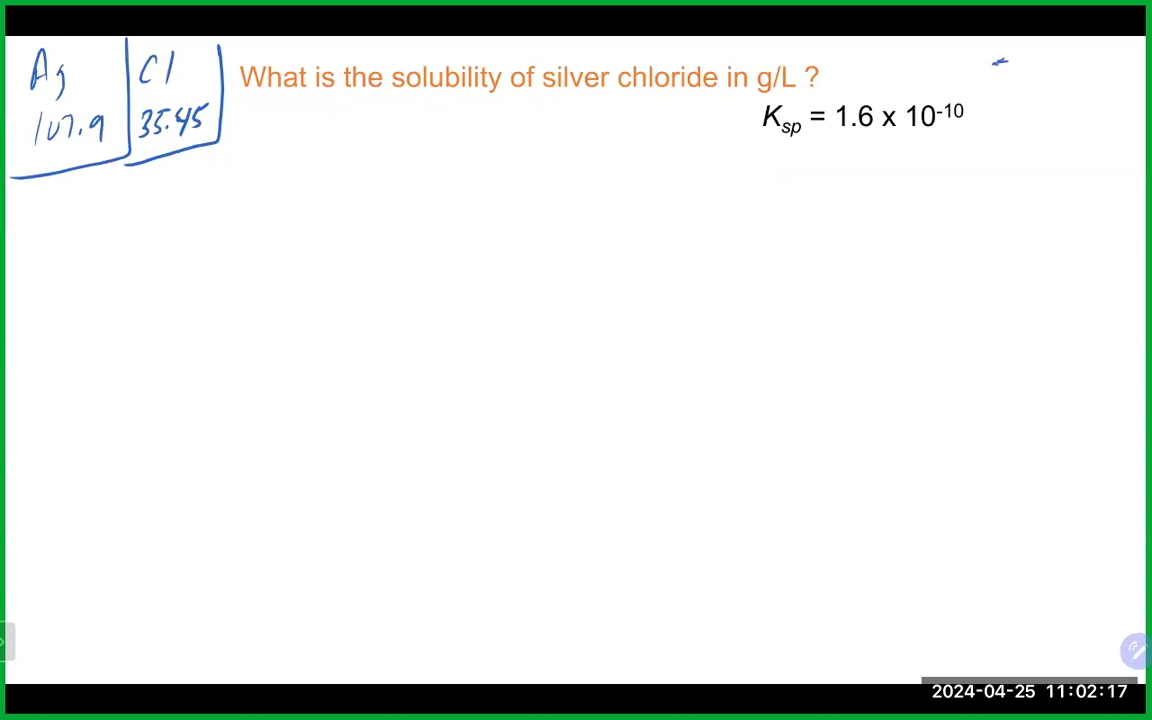 Ag Cl
107.9 35.45
What is the solubility of silver chloride in g/L ?
Ksp = 1.6 x 10-10
2024-04-25 11:02:17